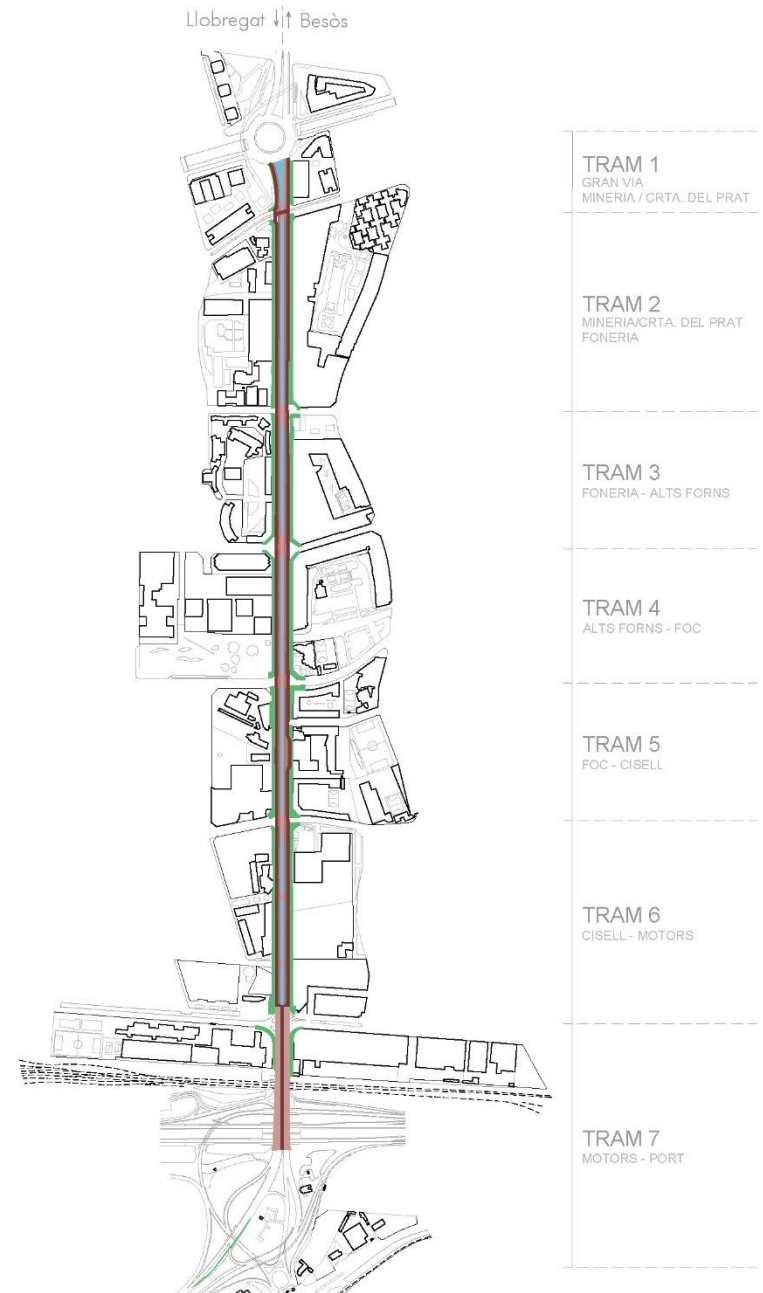 Llobregat ↓↑ Besòs
TRAM 1
GRAN VIA
MINERIA / CRTA. DEL PRAT
TRAM 2
MINERIA/CRTA. DEL PRAT
FONERIA
TRAM 3
FONERIA - ALTS FORNS
TRAM 4
ALTS FORNS - FOC
TRAM 5
FOC - CISELL
TRAM 6
CISELL - MOTORS
TRAM 7
MOTORS - PORT